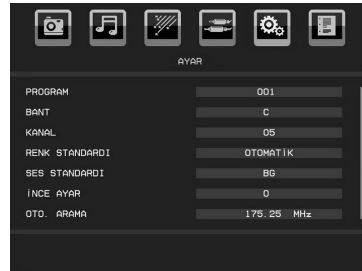 AYAR
PROGRAM 001
BANT C
KANAL 05
RENK STANDARDI OTOMATİK
SES STANDARDI BG
İNCE AYAR 0
OTO. ARAMA 175.25 MHz